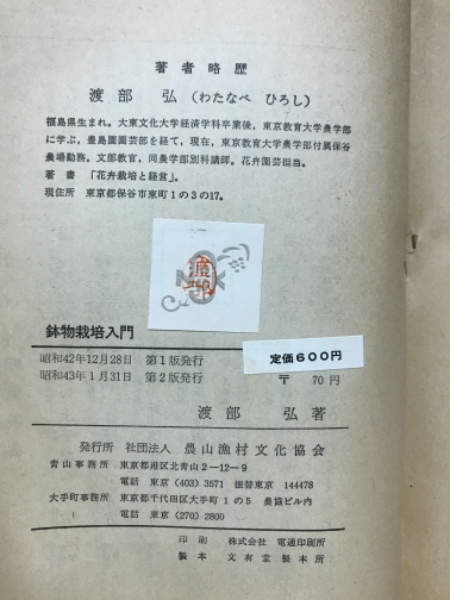 著者略歴
渡部 弘 (わたなべ ひろし)
福島県生まれ。大東文化大学経済学科卒業後，東京教育大学農学部
に学ぶ，豊島園園芸部を経て，現在，東京教育大学農学部付属保谷
農場勤務。文部教官，同農学部別科講師。花卉園芸担当。
著書 「花卉栽培と経営」。
現住所 東京都保谷市東町1の3の17。
渡部
鉢物栽培入門
昭和42年12月28日 第1版発行
定価600円
昭和43年1月31日 第2版発行 〒 70円
渡部 弘著
発行所 社団法人 農山漁村文化協会
青山事務所 東京都港区北青山2-12-9
電話 東京 (403) 3571 振替東京 144478
大手町事務所 東京都千代田区大手町1の5 農協ビル内
電話 東京 (270) 2800
印刷 株式会社 電通印刷所
製本 文有堂製本所